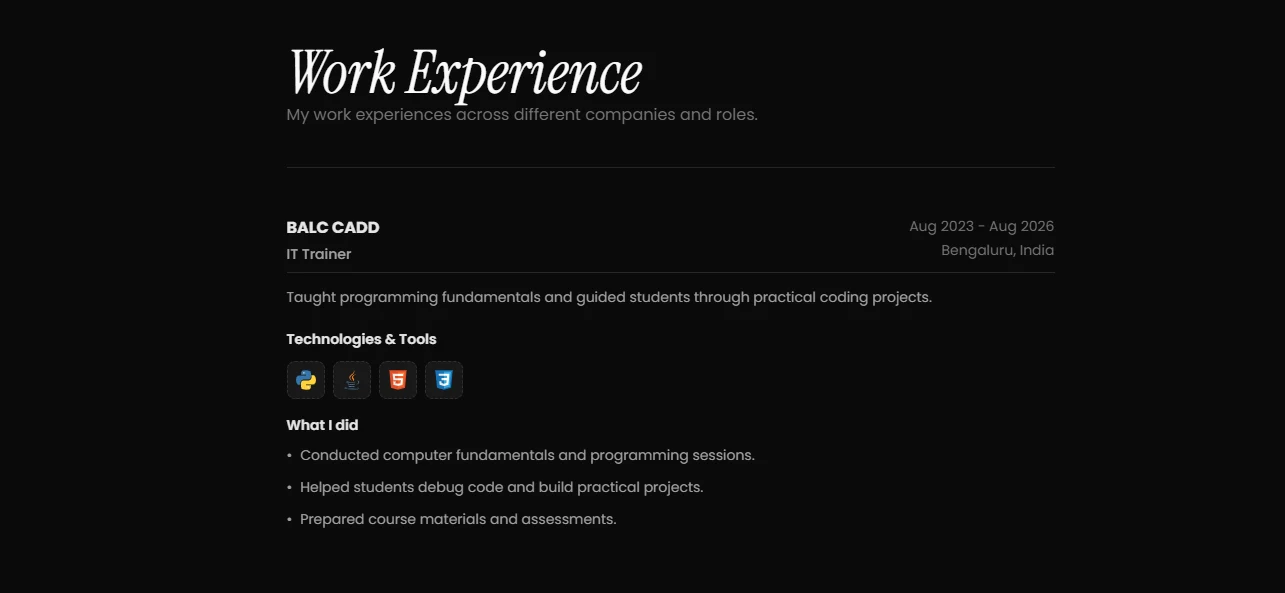 Work Experience
My work experiences across different companies and roles.
BALC CADD
Aug 2023 - Aug 2026
IT Trainer
Bengaluru, India
Taught programming fundamentals and guided students through practical coding projects.
Technologies & Tools
5
3
What I did
• Conducted computer fundamentals and programming sessions.
• Helped students debug code and build practical projects.
• Prepared course materials and assessments.